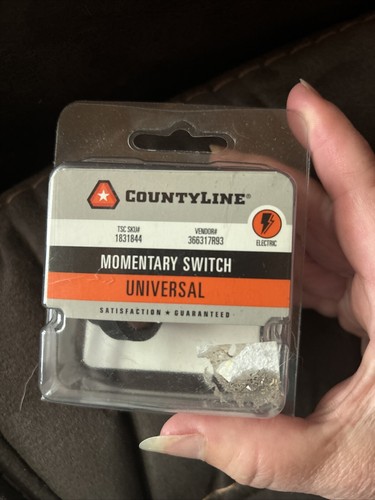 COUNTYLINE®
TSC SKU# VENDOR#
1831844 366317R93
ELECTRIC
MOMENTARY SWITCH
UNIVERSAL
SATISFACTION ★ GUARANTEED